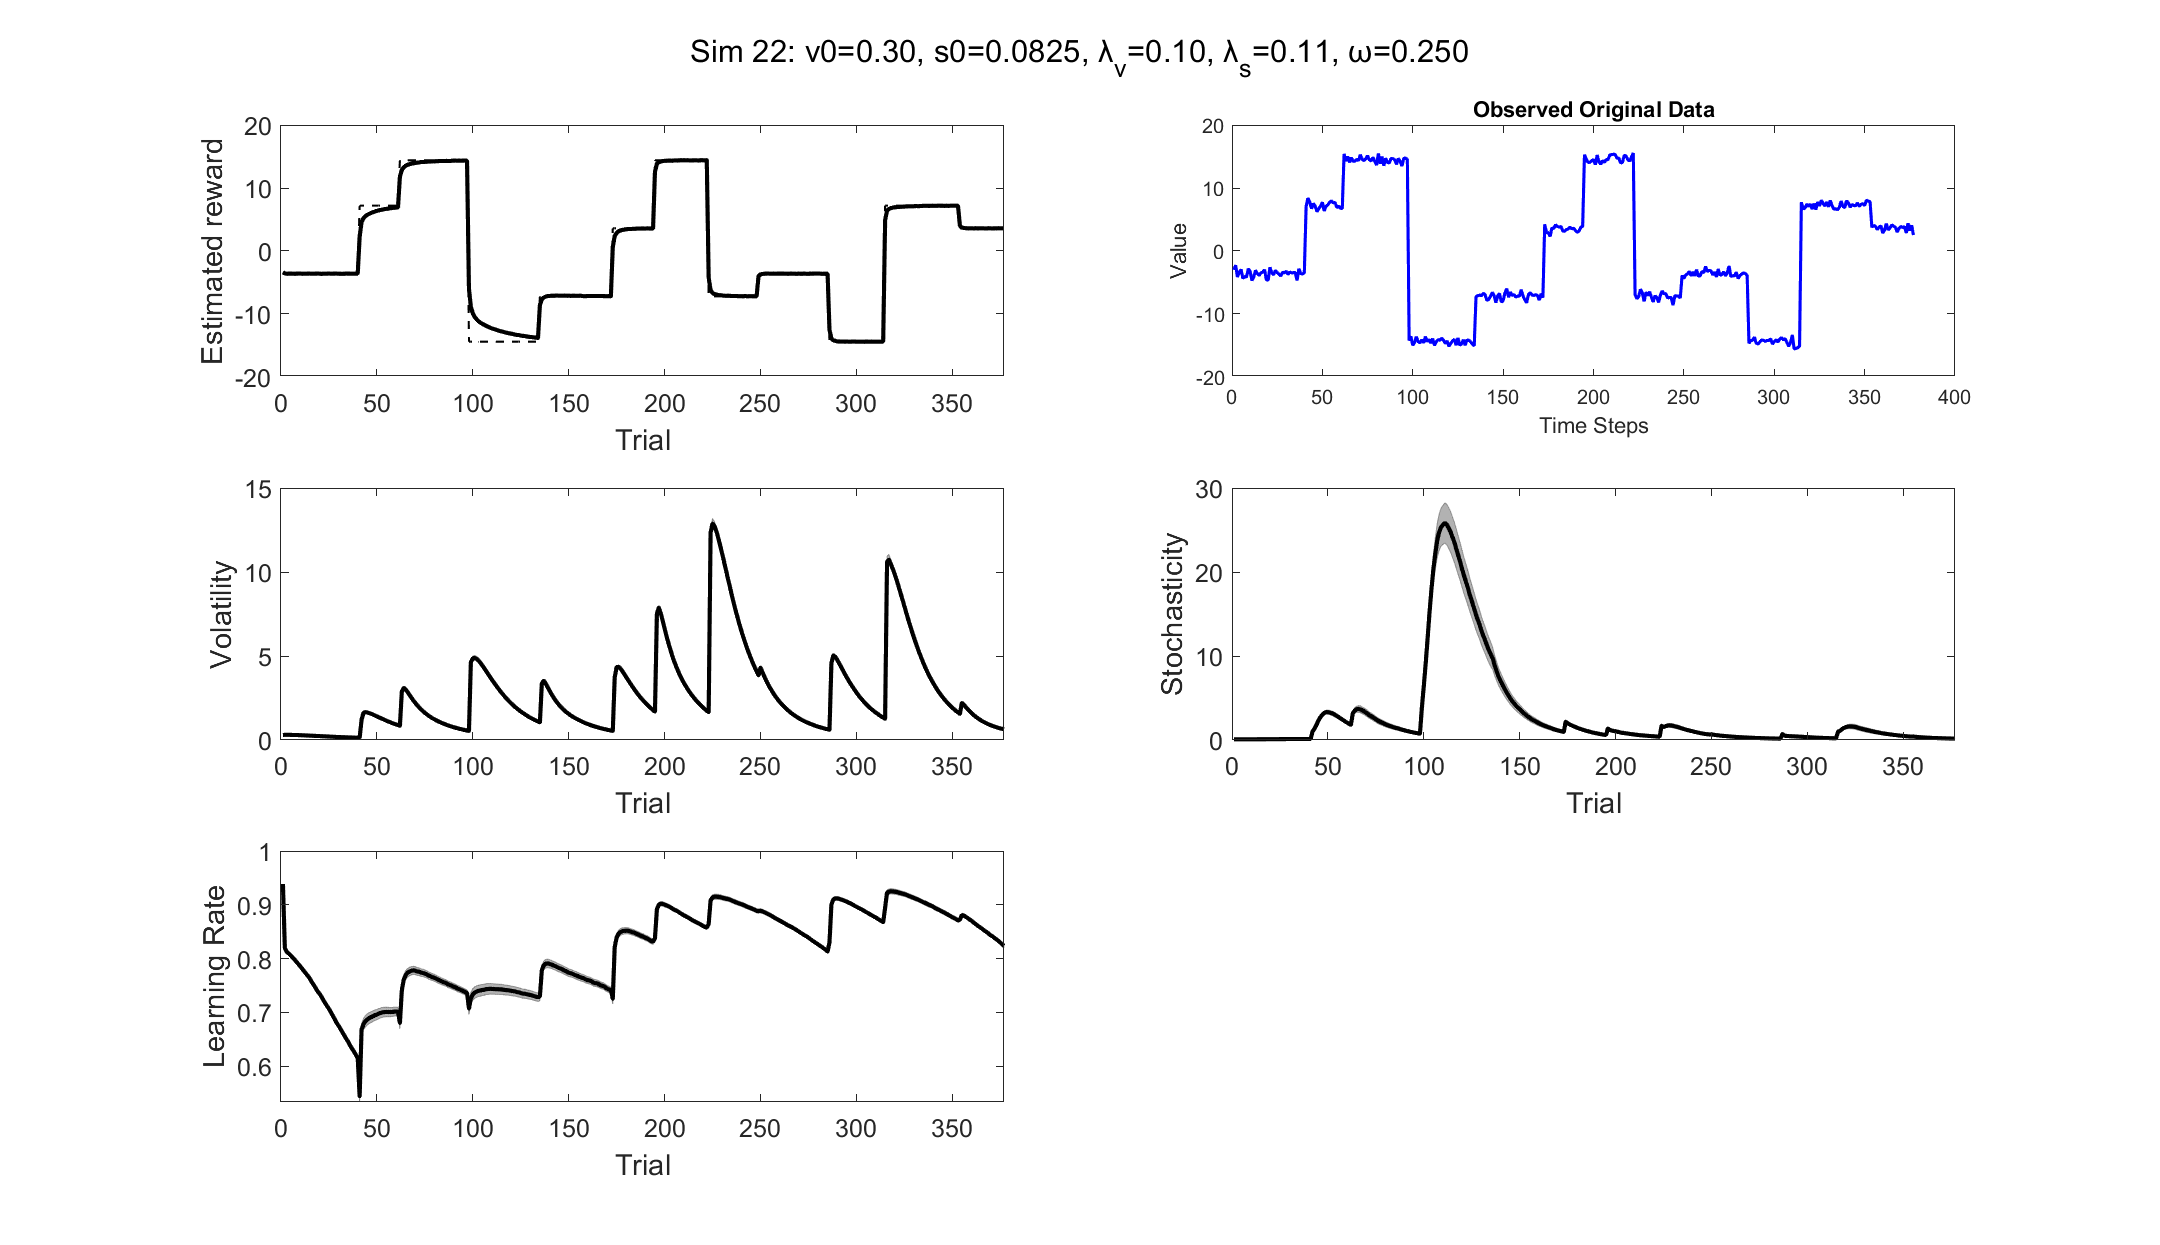 Sim 22: v0=0.30, s0=0.0825, λ_v=0.10, λ_s=0.11, ω=0.250
Estimated reward
20
10
0
-10
-20
0 50 100 150 200 250 300 350
Trial
Observed Original Data
Value
20
10
0
-10
-20
0 50 100 150 200 250 300 350 400
Time Steps
Volatility
15
10
5
0
0 50 100 150 200 250 300 350
Trial
Stochasticity
30
20
10
0
0 50 100 150 200 250 300 350
Trial
Learning Rate
1
0.9
0.8
0.7
0.6
0 50 100 150 200 250 300 350
Trial